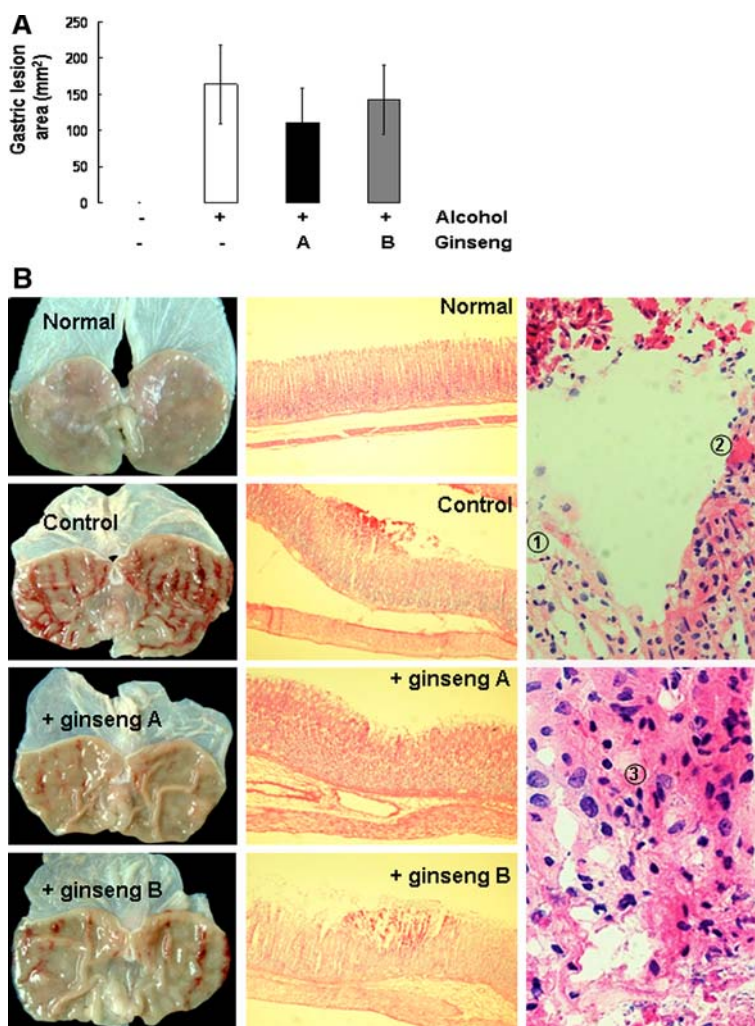 A
Gastric lesion
area (mm²)
250
200
150
100
50
0
- + + + Alcohol
- - A B Ginseng
B
Normal
Normal
Control
Control
+ ginseng A
+ ginseng A
+ ginseng B
+ ginseng B
①
②
③